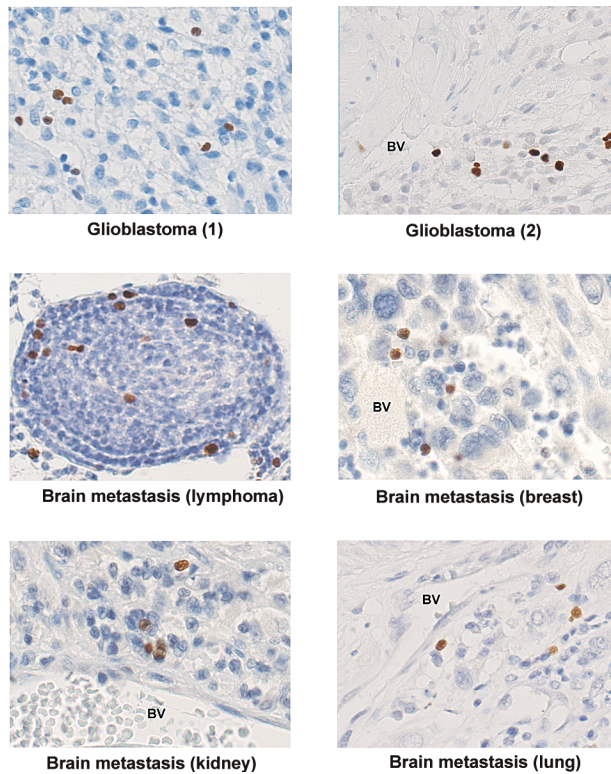 BV
Glioblastoma (1)
Glioblastoma (2)
BV
Brain metastasis (lymphoma)
Brain metastasis (breast)
BV
BV
Brain metastasis (kidney)
Brain metastasis (lung)